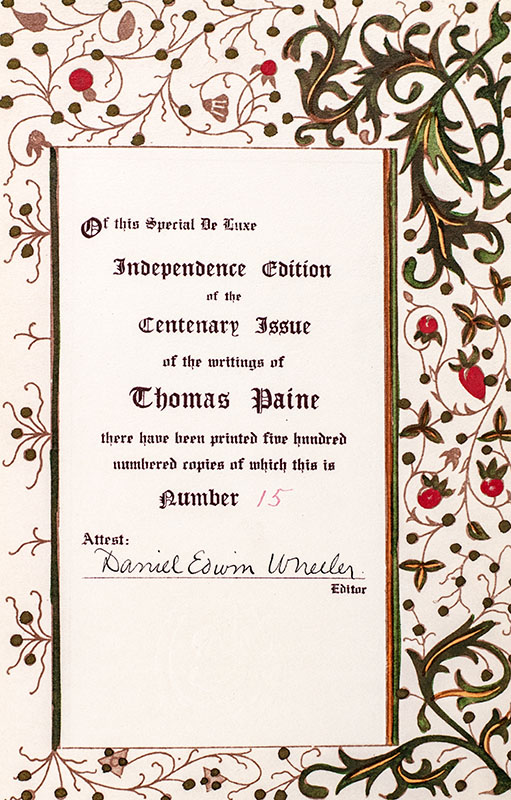 Of this Special De Luxe
Independence Edition
of the
Centenary Issue
of the writings of
Thomas Paine
there have been printed five hundred
numbered copies of which this is
Number 15
Attest:
Daniel Edwin Wheeler
Editor